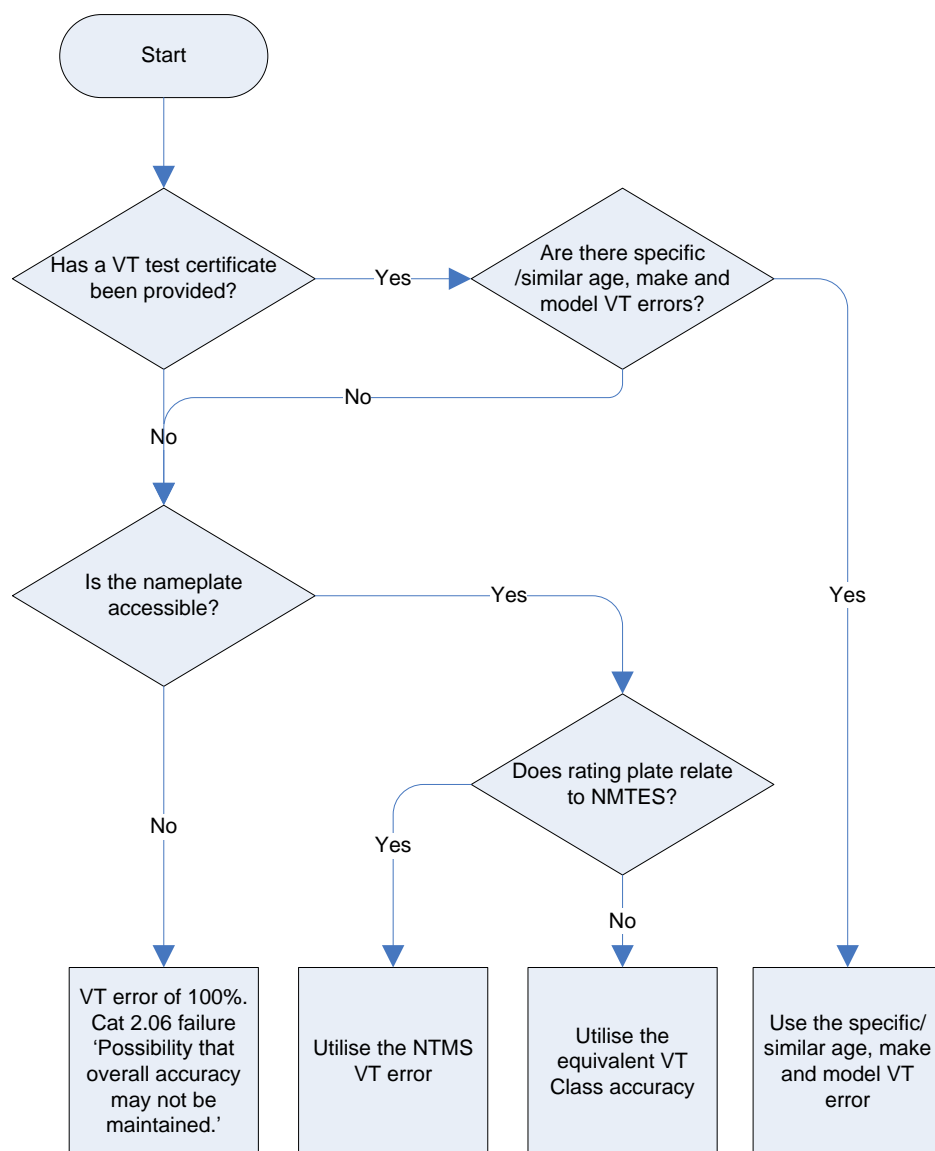 Start
Has a VT test certificate
been provided?
Yes
Are there specific
/similar age, make and
model VT errors?
No
No
Is the nameplate
accessible?
Yes
Yes
Does rating plate relate
to NMTES?
No
Yes
No
VT error of 100%.
Cat 2.06 failure
‘Possibility that
overall accuracy
may not be
maintained.’
Utilise the NTMS
VT error
Utilise the
equivalent VT
Class accuracy
Use the specific/
similar age, make
and model VT
error